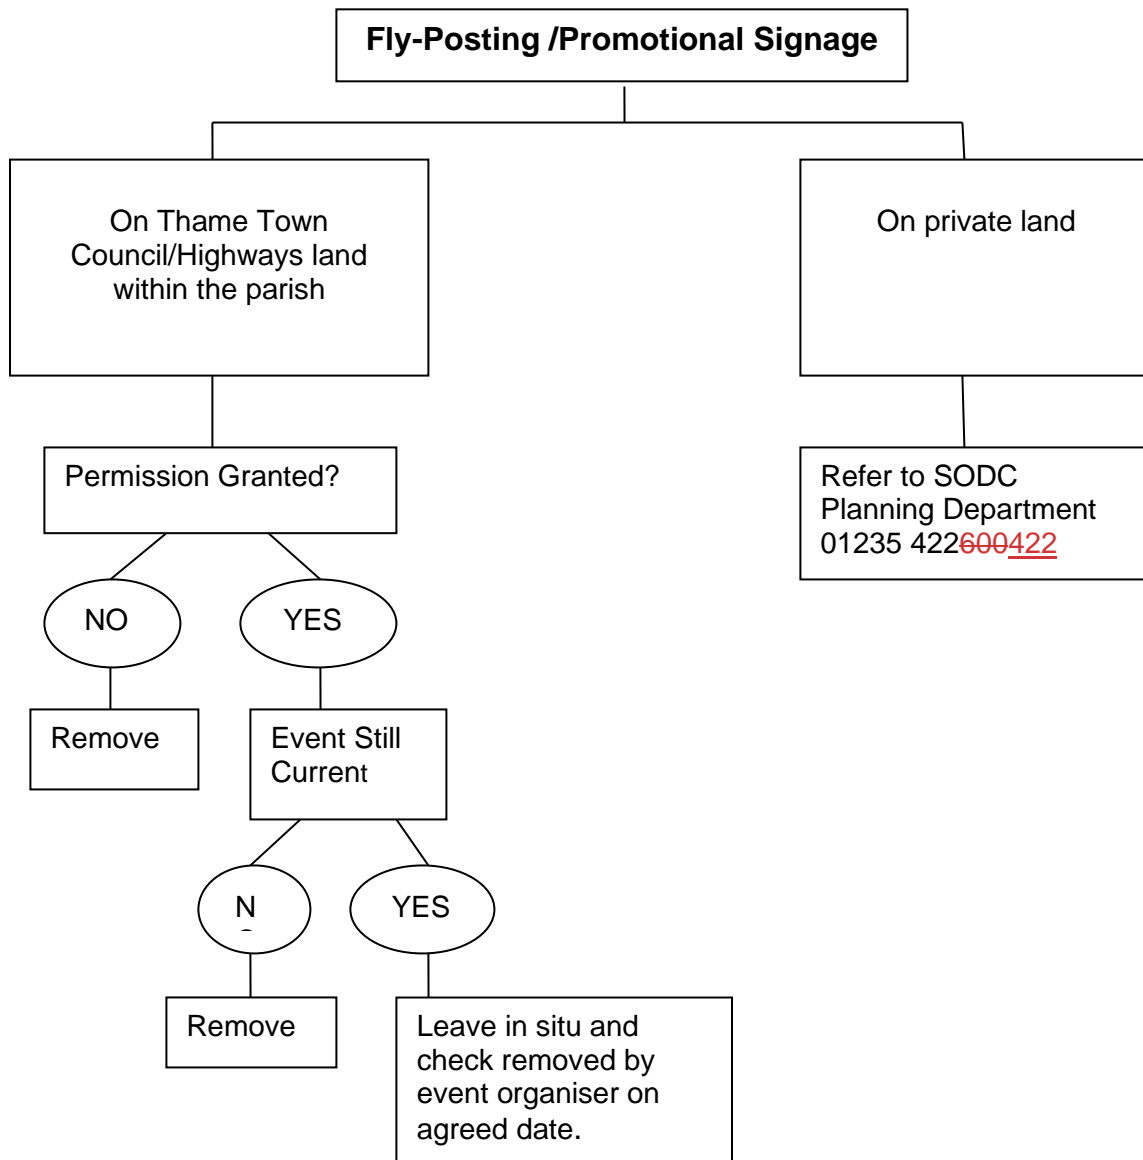 Fly-Posting /Promotional Signage
On Thame Town
Council/Highways land
within the parish
On private land
Permission Granted?
Refer to SODC
Planning Department
01235 422600422
NO
YES
Remove
Event Still
Current
N
YES
Remove
Leave in situ and
check removed by
event organiser on
agreed date.